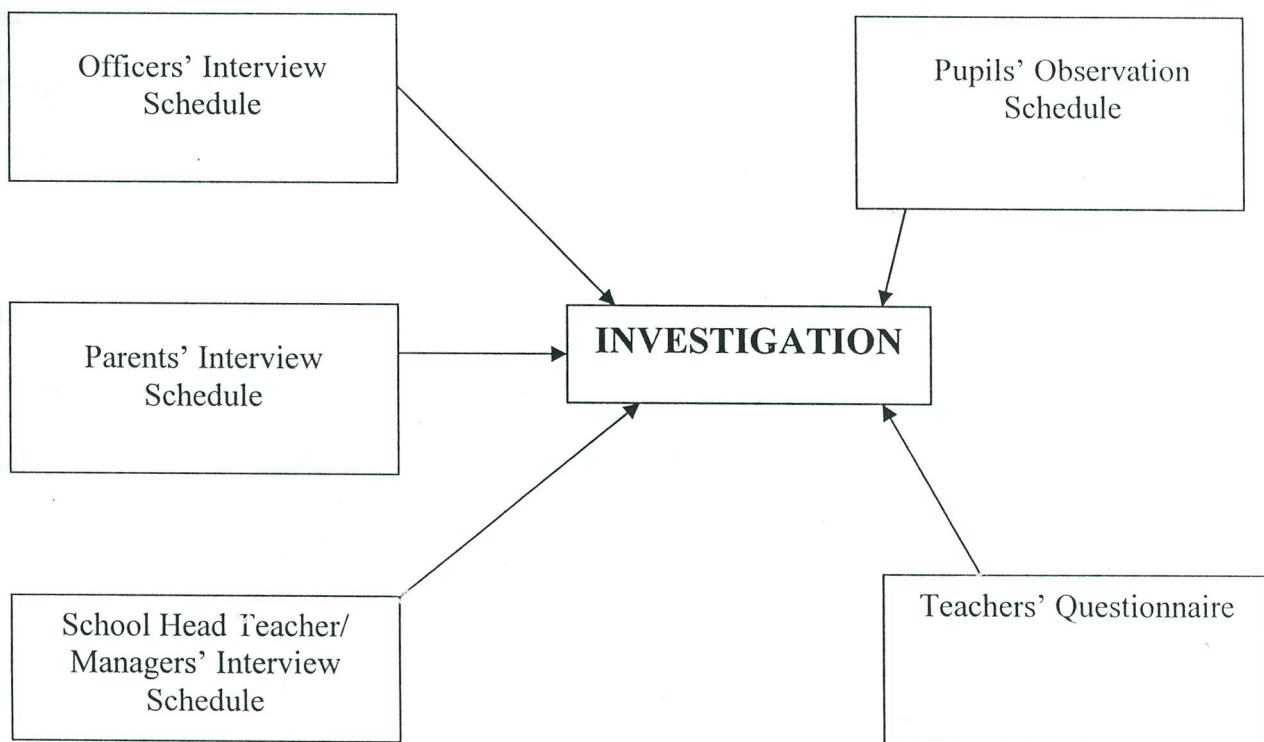 Officers’ Interview
Schedule
Pupils’ Observation
Schedule
Parents’ Interview
Schedule
INVESTIGATION
School Head Teacher/
Managers’ Interview
Schedule
Teachers’ Questionnaire